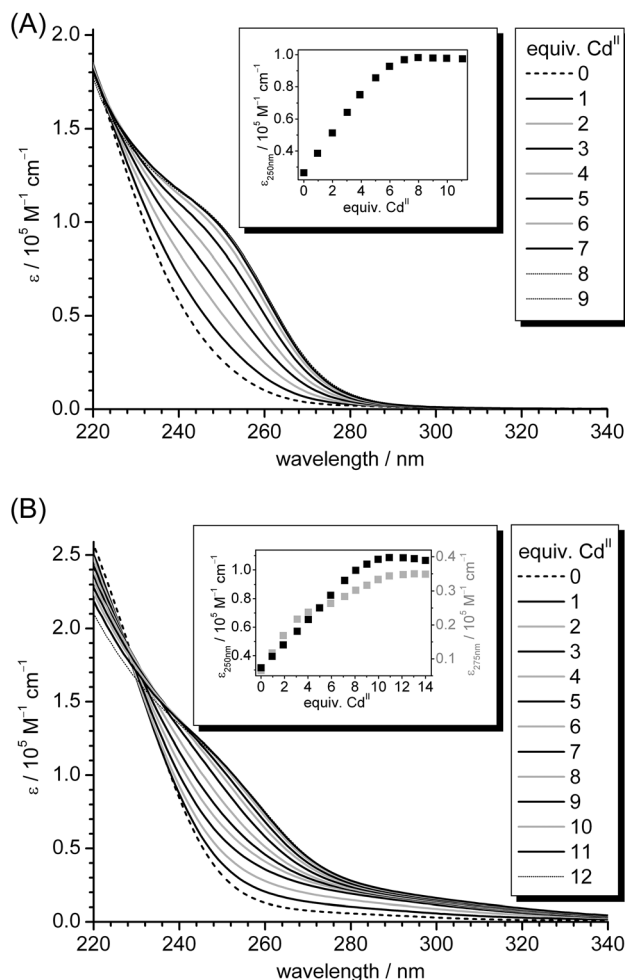 (A)
ε / 10⁵ M⁻¹ cm⁻¹
2.0
1.5
1.0
0.5
0.0
220 240 260 280 300 320 340
wavelength / nm
ε250nm / 10⁵ M⁻¹ cm⁻¹
1.0
0.8
0.6
0.4
0 2 4 6 8 10
equiv. Cdᴵᴵ
equiv. Cdᴵᴵ
0
1
2
3
4
5
6
7
8
9
(B)
ε / 10⁵ M⁻¹ cm⁻¹
2.5
2.0
1.5
1.0
0.5
0.0
220 240 260 280 300 320 340
wavelength / nm
ε250nm / 10⁵ M⁻¹ cm⁻¹
1.0
0.8
0.6
0.4
0 2 4 6 8 10 12 14
equiv. Cdᴵᴵ
0.4
0.3
0.2
0.1
ε275nm / 10⁵ M⁻¹ cm⁻¹
equiv. Cdᴵᴵ
0
1
2
3
4
5
6
7
8
9
10
11
12